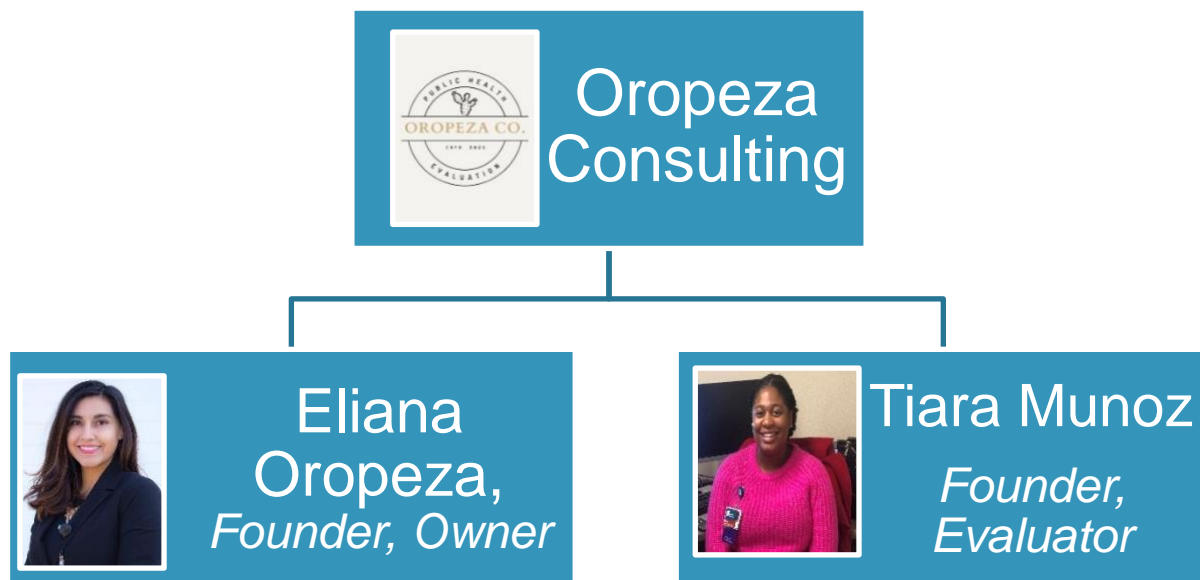 PUBLIC HEALTH
OROPEZA CO.
EVALUATION
Oropeza
Consulting
Eliana
Oropeza,
Founder, Owner
Tiara Munoz
Founder,
Evaluator